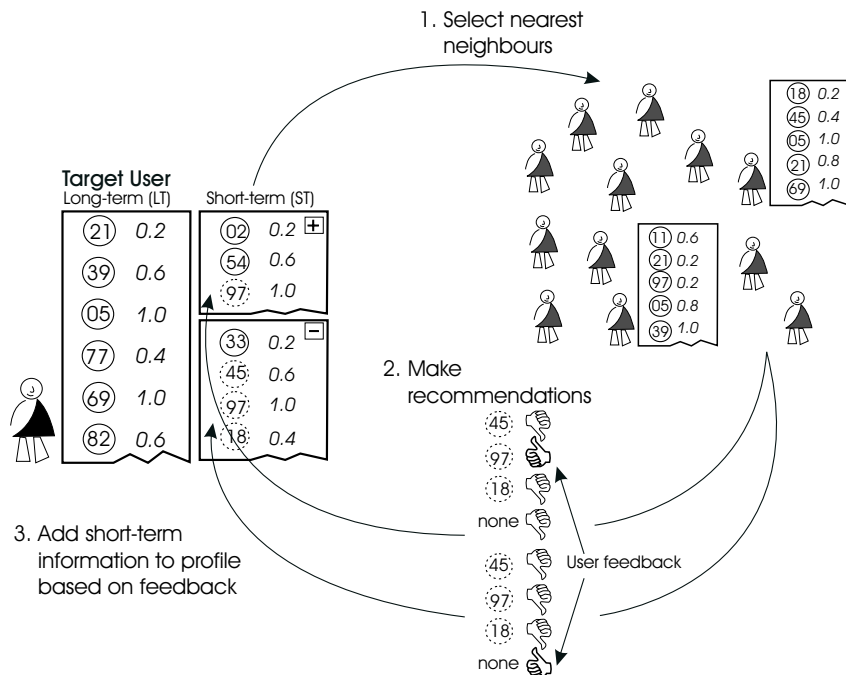 1. Select nearest
neighbours
18 0.2
45 0.4
05 1.0
21 0.8
69 1.0
Target User
Long-term (LT)
Short-term (ST)
21 0.2
39 0.6
05 1.0
77 0.4
69 1.0
82 0.6
02 0.2 +
54 0.6
97 1.0
33 0.2 −
45 0.6
97 1.0
18 0.4
11 0.6
21 0.2
97 0.2
05 0.8
39 1.0
2. Make
recommendations
45
97
18
none
User feedback
45
97
18
none
3. Add short-term
information to profile
based on feedback